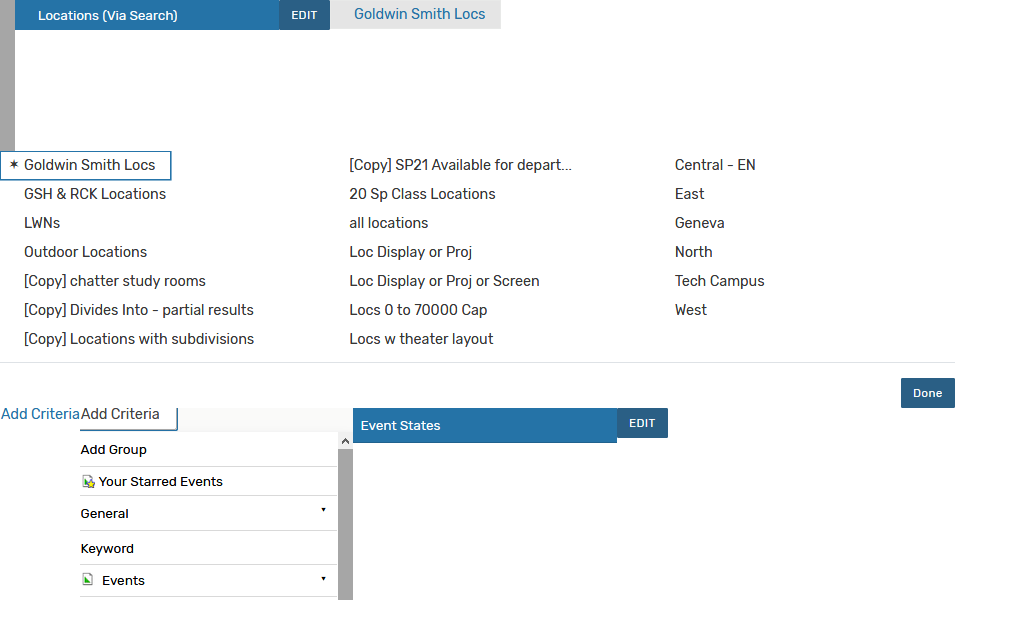 Locations (Via Search) EDIT Goldwin Smith Locs
✶ Goldwin Smith Locs
GSH & RCK Locations
LWNs
Outdoor Locations
[Copy] chatter study rooms
[Copy] Divides Into - partial results
[Copy] Locations with subdivisions
[Copy] SP21 Available for depart...
20 Sp Class Locations
all locations
Loc Display or Proj
Loc Display or Proj or Screen
Locs 0 to 70000 Cap
Locs w theater layout
Central - EN
East
Geneva
North
Tech Campus
West
Done
Add Criteria Add Criteria
Add Group
Your Starred Events
General
Keyword
Events
Event States EDIT